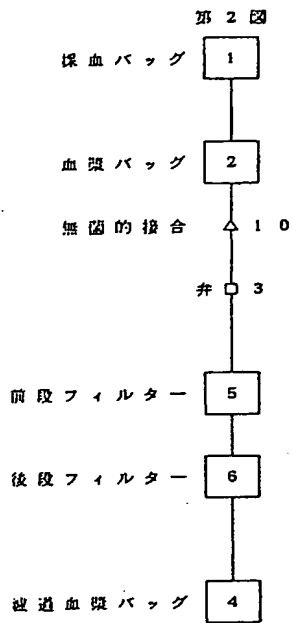 第2図
採血バッグ 1
血漿バッグ 2
無菌的接合 10
弁 3
前段フィルター 5
後段フィルター 6
濾過血漿バッグ 4